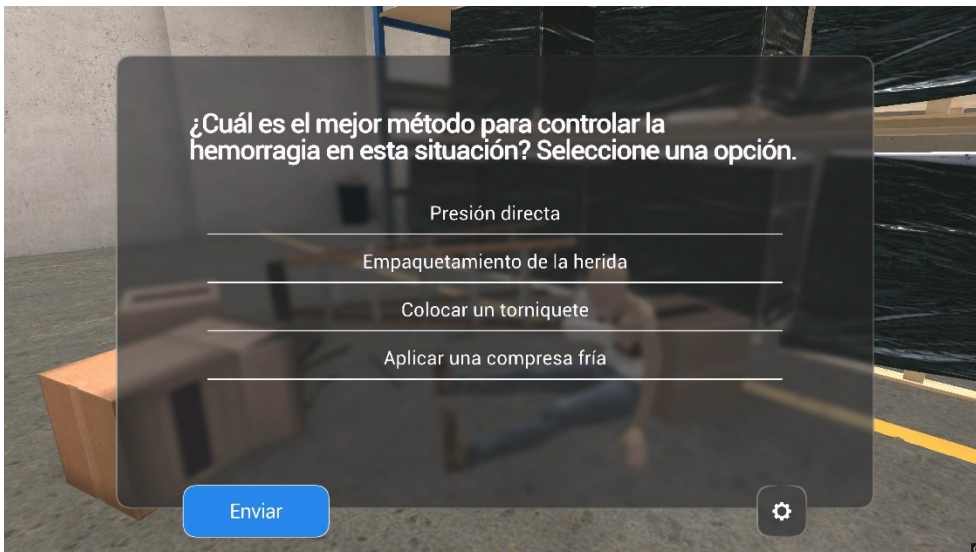 ¿Cuál es el mejor método para controlar la
hemorragia en esta situación? Seleccione una opción.
Presión directa
Empaquetamiento de la herida
Colocar un torniquete
Aplicar una compresa fría
Enviar